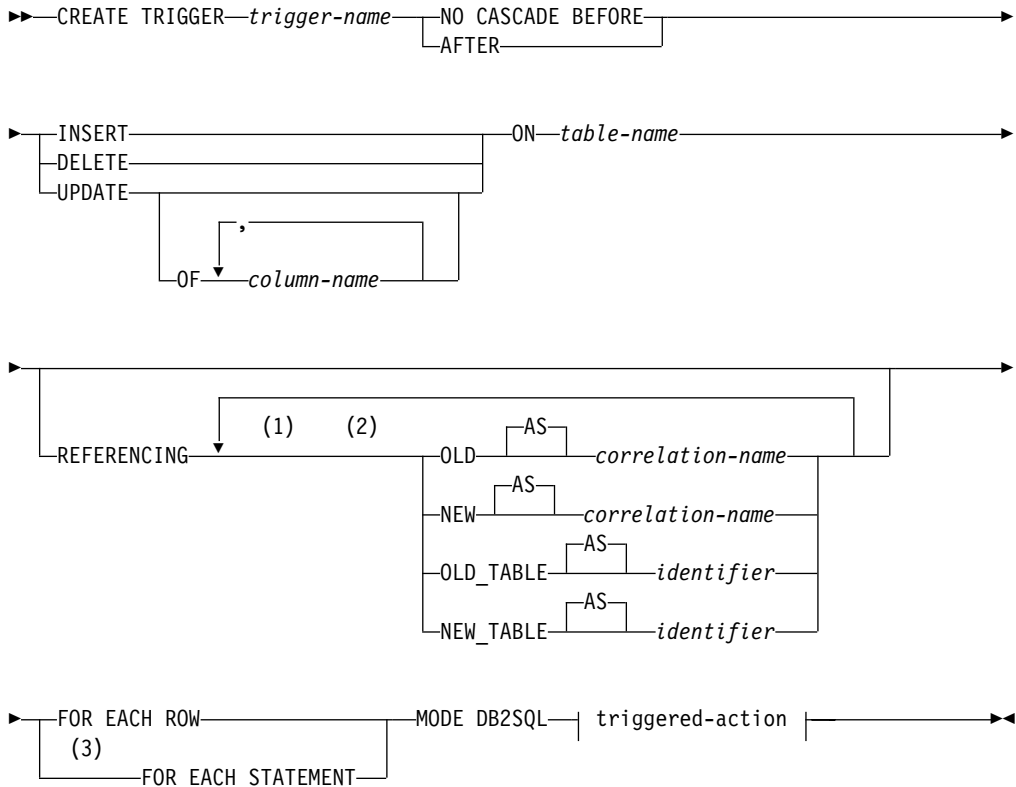 CREATE TRIGGER trigger-name NO CASCADE BEFORE
AFTER
INSERT ON table-name
DELETE
UPDATE
,
OF column-name
(1) (2) AS
REFERENCING OLD correlation-name
AS
NEW correlation-name
AS
OLD_TABLE identifier
AS
NEW_TABLE identifier
FOR EACH ROW MODE DB2SQL triggered-action
(3)
FOR EACH STATEMENT